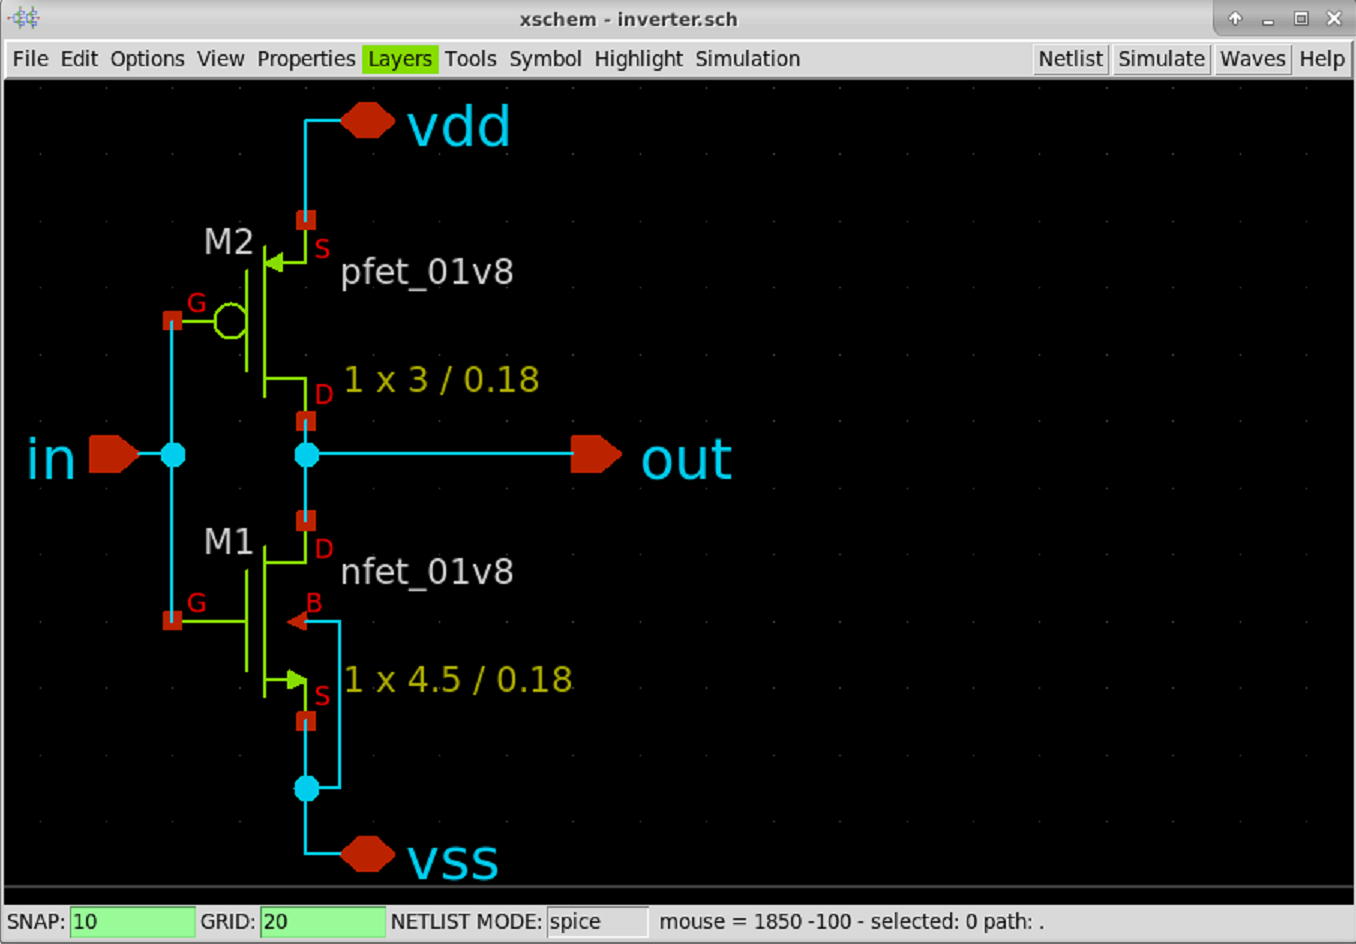 xschem - inverter.sch
File Edit Options View Properties Layers Tools Symbol Highlight Simulation Netlist Simulate Waves Help
vdd
M2
S
pfet_01v8
G
D
1 x 3 / 0.18
in
out
M1
D
nfet_01v8
G
B
S
1 x 4.5 / 0.18
vss
SNAP: 10 GRID: 20 NETLIST MODE: spice mouse = 1850 -100 - selected: 0 path: .